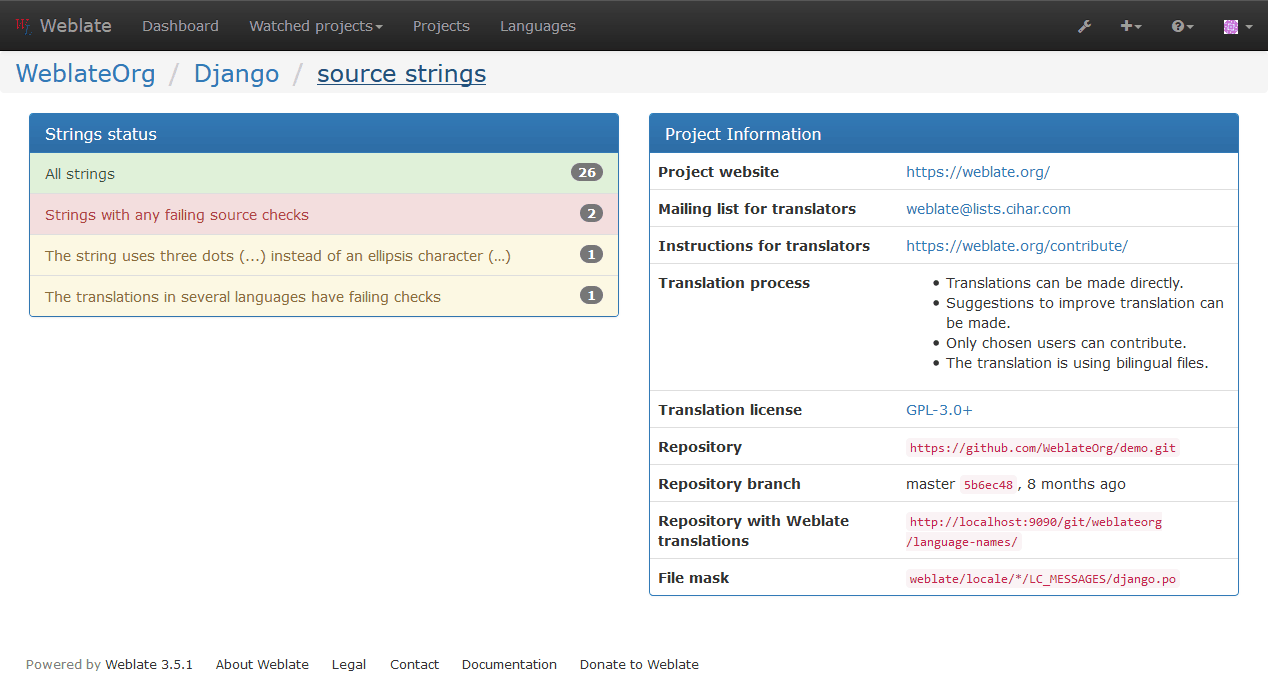 Weblate Dashboard Watched projects Projects Languages
WeblateOrg / Django / source strings
Strings status
All strings 26
Strings with any failing source checks 2
The string uses three dots (...) instead of an ellipsis character (…) 1
The translations in several languages have failing checks 1
Project Information
Project website https://weblate.org/
Mailing list for translators weblate@lists.cihar.com
Instructions for translators https://weblate.org/contribute/
Translation process • Translations can be made directly.
• Suggestions to improve translation can
be made.
• Only chosen users can contribute.
• The translation is using bilingual files.
Translation license GPL-3.0+
Repository https://github.com/WeblateOrg/demo.git
Repository branch master 5b6ec48, 8 months ago
Repository with Weblate http://localhost:9090/git/weblateorg
translations /language-names/
File mask weblate/locale/*/LC_MESSAGES/django.po
Powered by Weblate 3.5.1 About Weblate Legal Contact Documentation Donate to Weblate